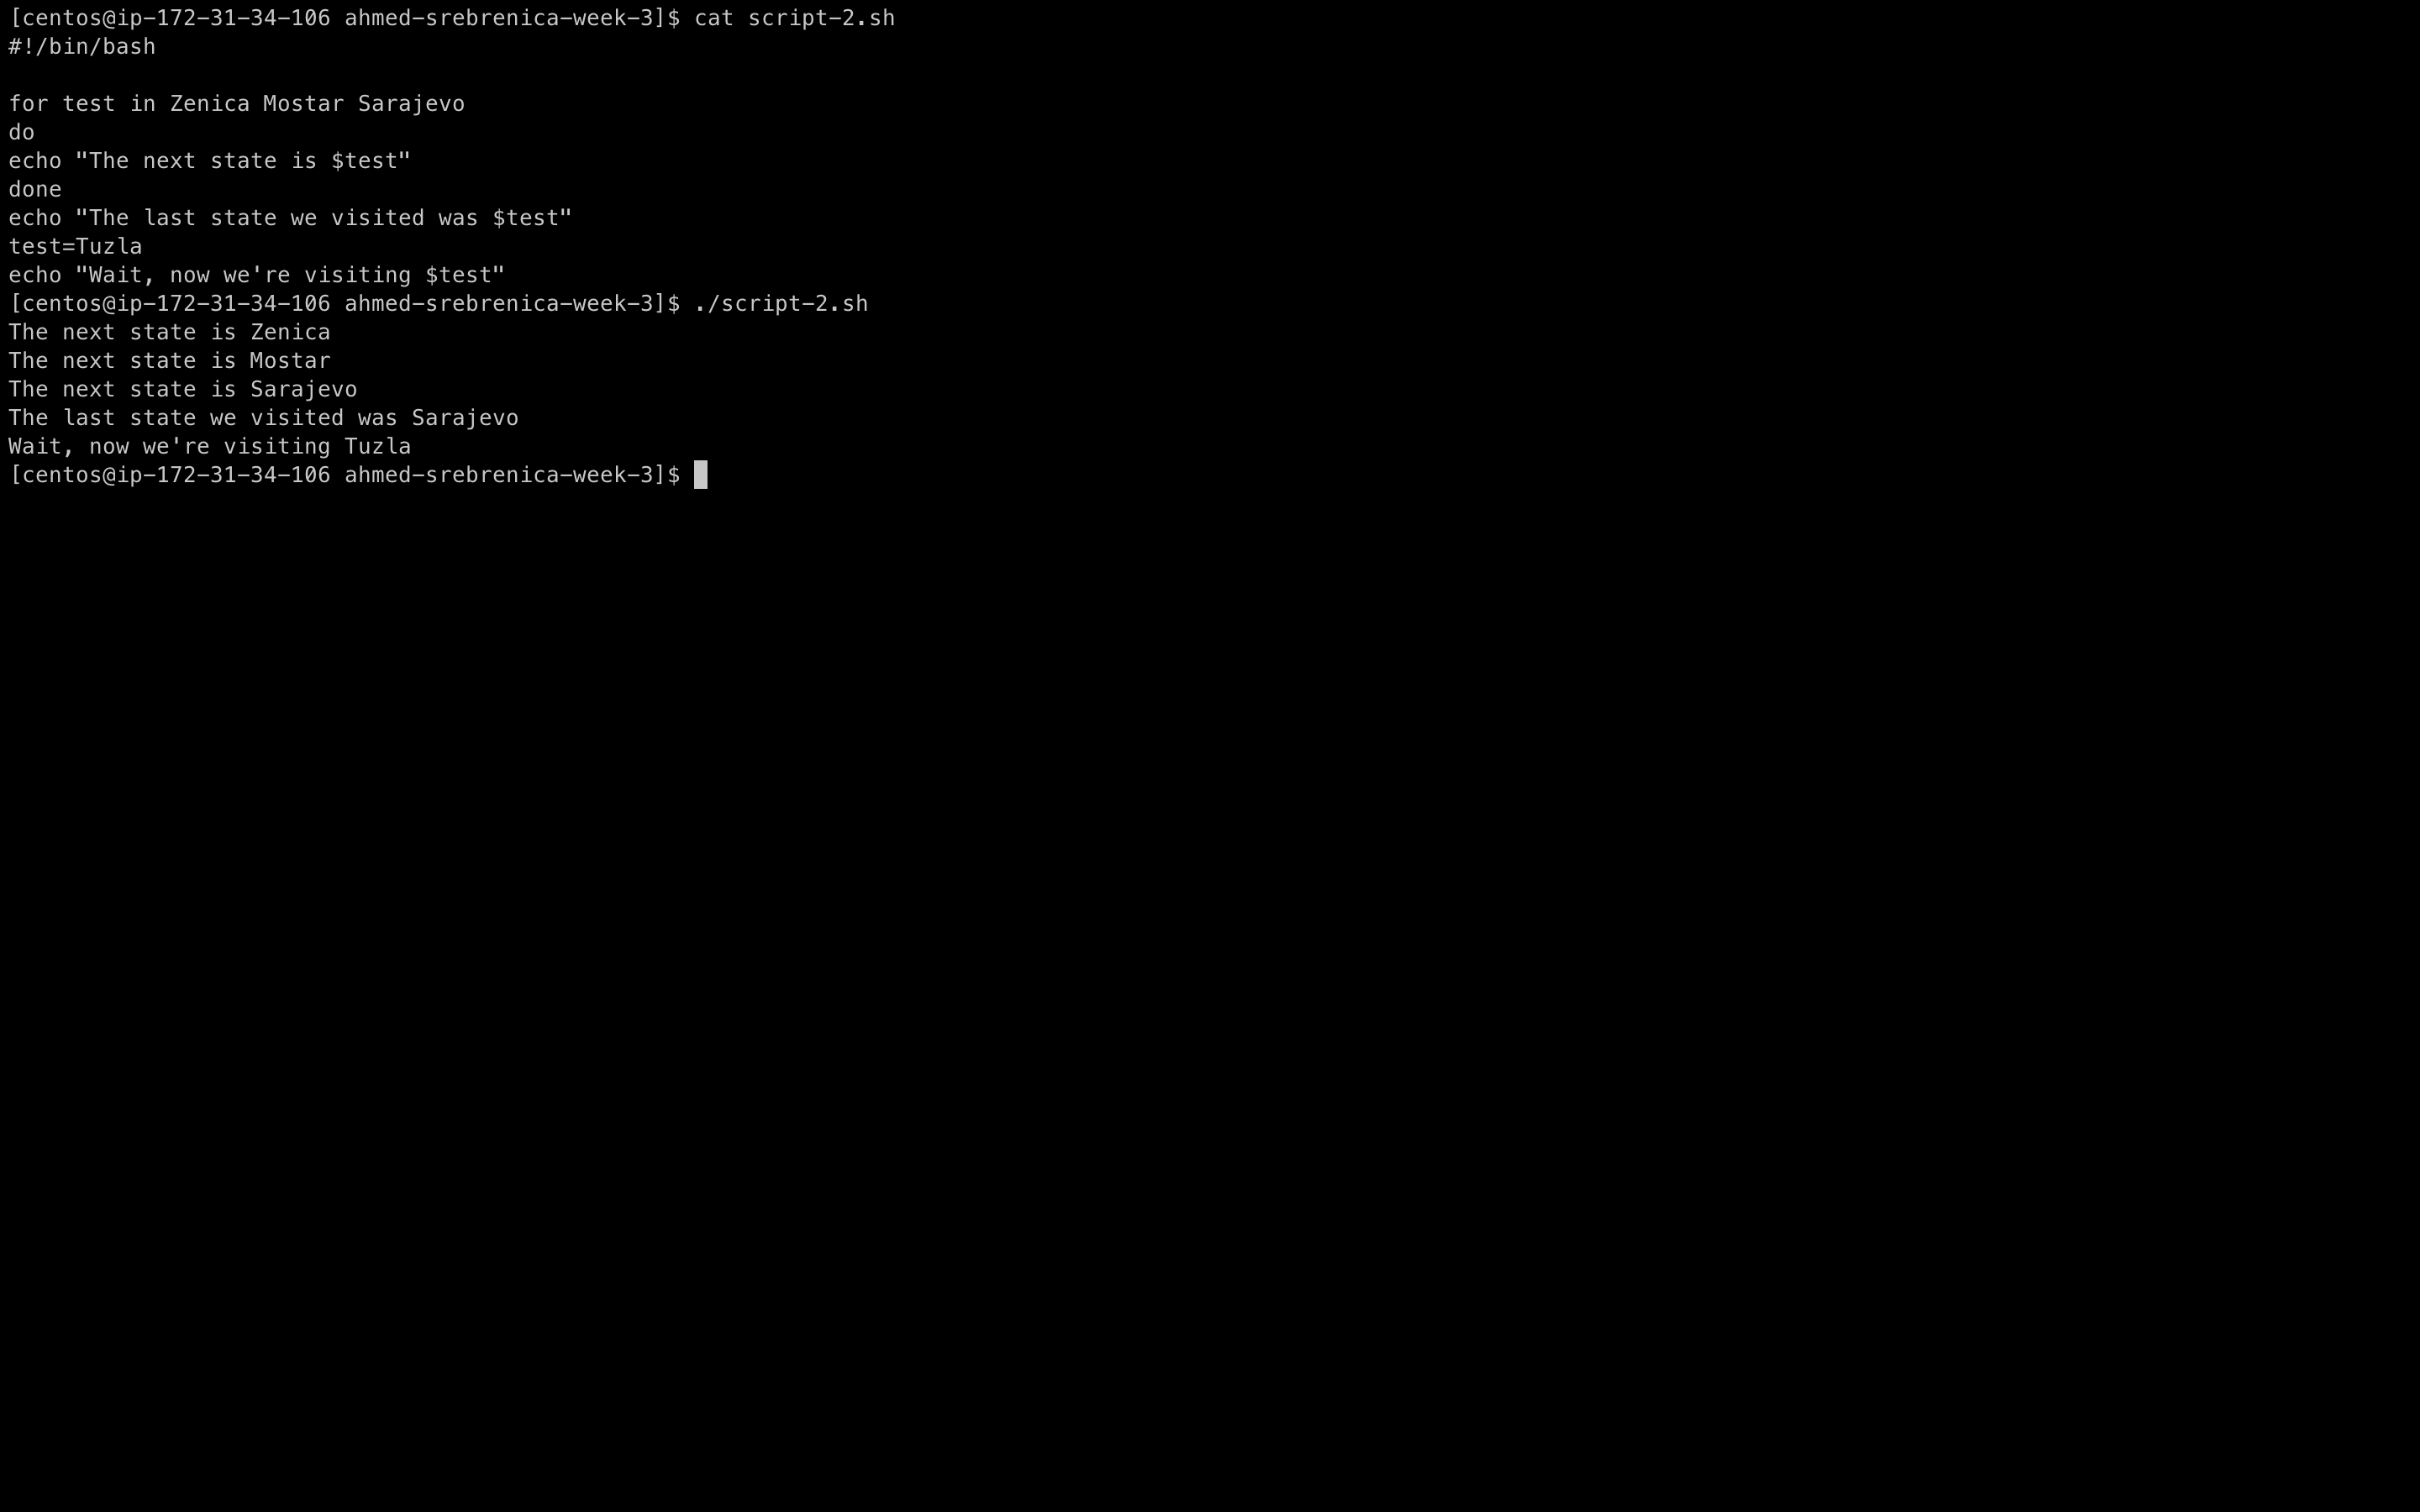 [centos@ip-172-31-34-106 ahmed-srebrenica-week-3]$ cat script-2.sh
#!/bin/bash

for test in Zenica Mostar Sarajevo
do
echo "The next state is $test"
done
echo "The last state we visited was $test"
test=Tuzla
echo "Wait, now we're visiting $test"
[centos@ip-172-31-34-106 ahmed-srebrenica-week-3]$ ./script-2.sh
The next state is Zenica
The next state is Mostar
The next state is Sarajevo
The last state we visited was Sarajevo
Wait, now we're visiting Tuzla
[centos@ip-172-31-34-106 ahmed-srebrenica-week-3]$